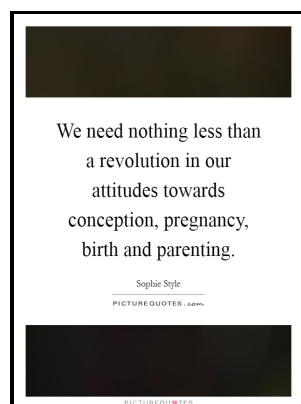 We need nothing less than
a revolution in our
attitudes towards
conception, pregnancy,
birth and parenting.
Sophie Style
PICTUREQUOTES.com
PICTUREQUOTES